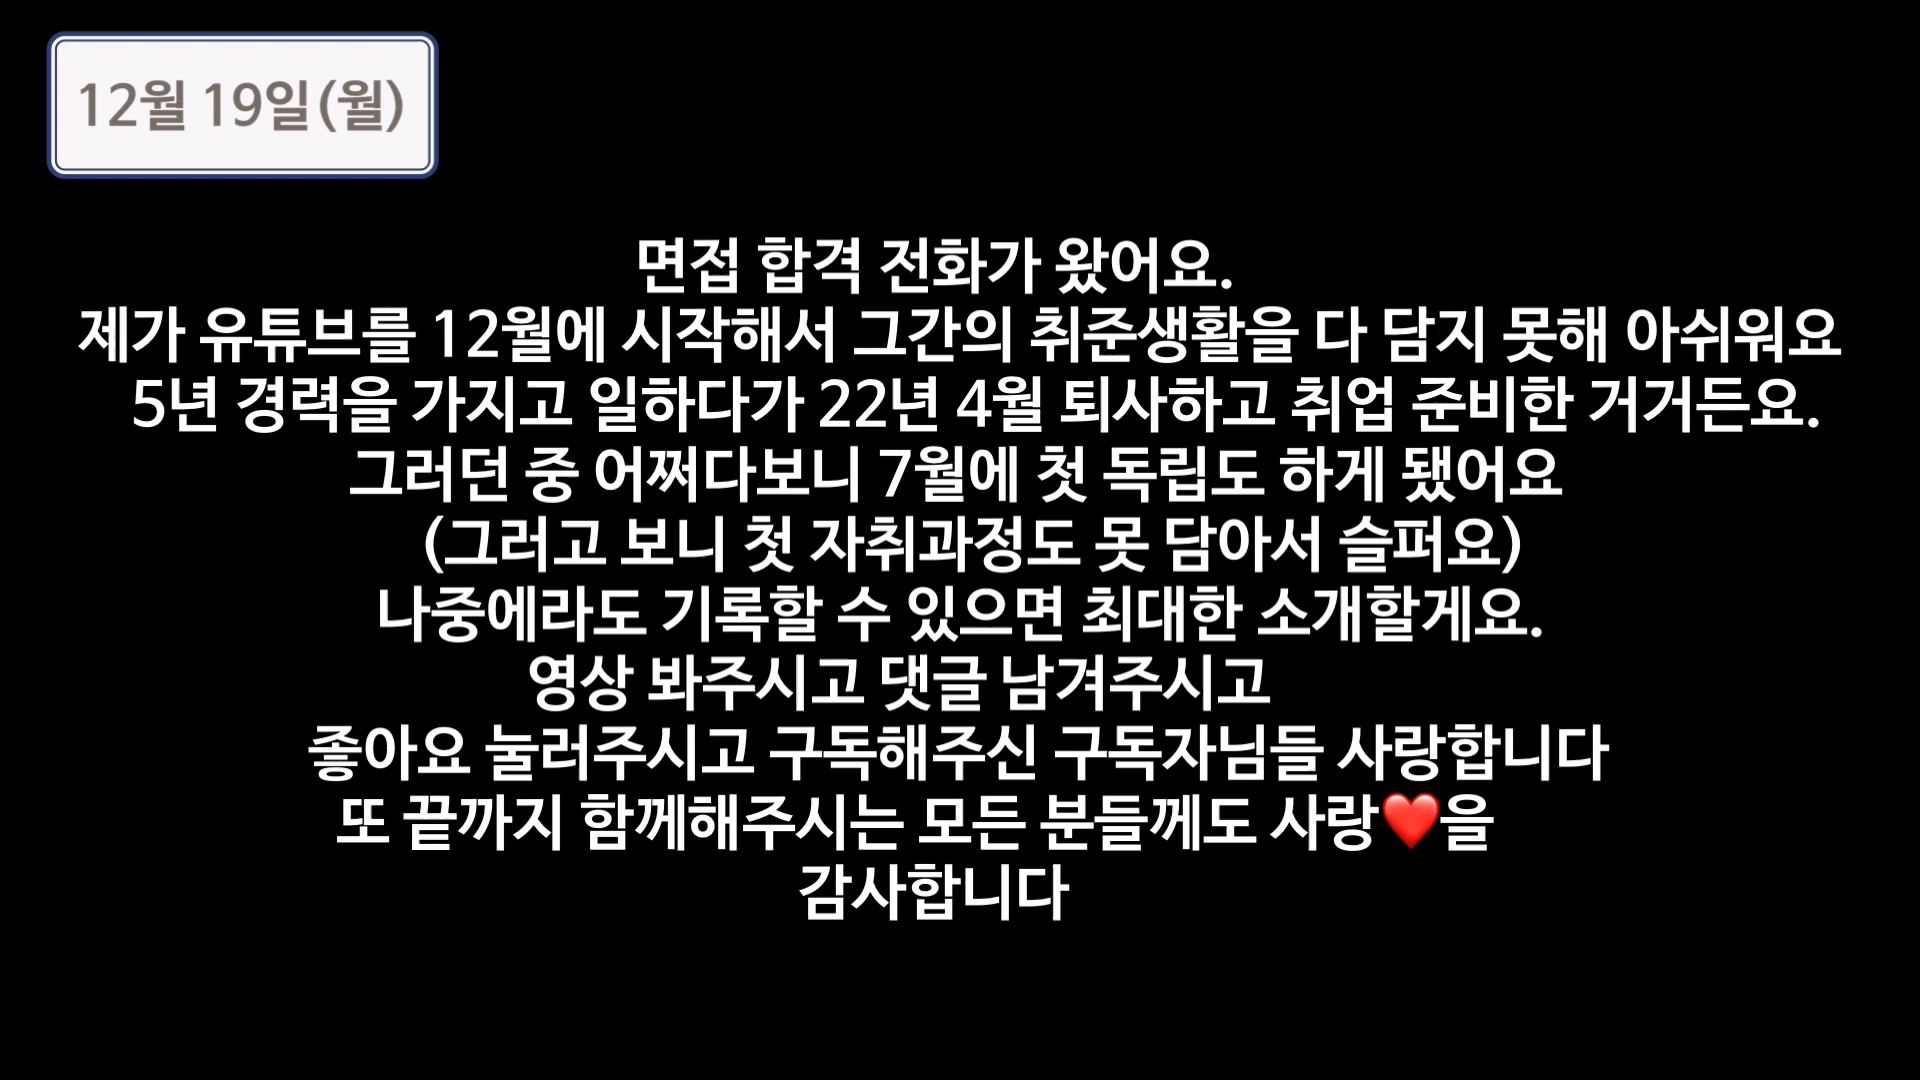 12월 19일(월)
면접 합격 전화가 왔어요.
제가 유튜브를 12월에 시작해서 그간의 취준생활을 다 담지 못해 아쉬워요
5년 경력을 가지고 일하다가 22년 4월 퇴사하고 취업 준비한 거거든요.
그러던 중 어쩌다보니 7월에 첫 독립도 하게 됐어요
(그러고 보니 첫 자취과정도 못 담아서 슬퍼요)
나중에라도 기록할 수 있으면 최대한 소개할게요.
영상 봐주시고 댓글 남겨주시고
좋아요 눌러주시고 구독해주신 구독자님들 사랑합니다
또 끝까지 함께해주시는 모든 분들께도 사랑❤️을
감사합니다